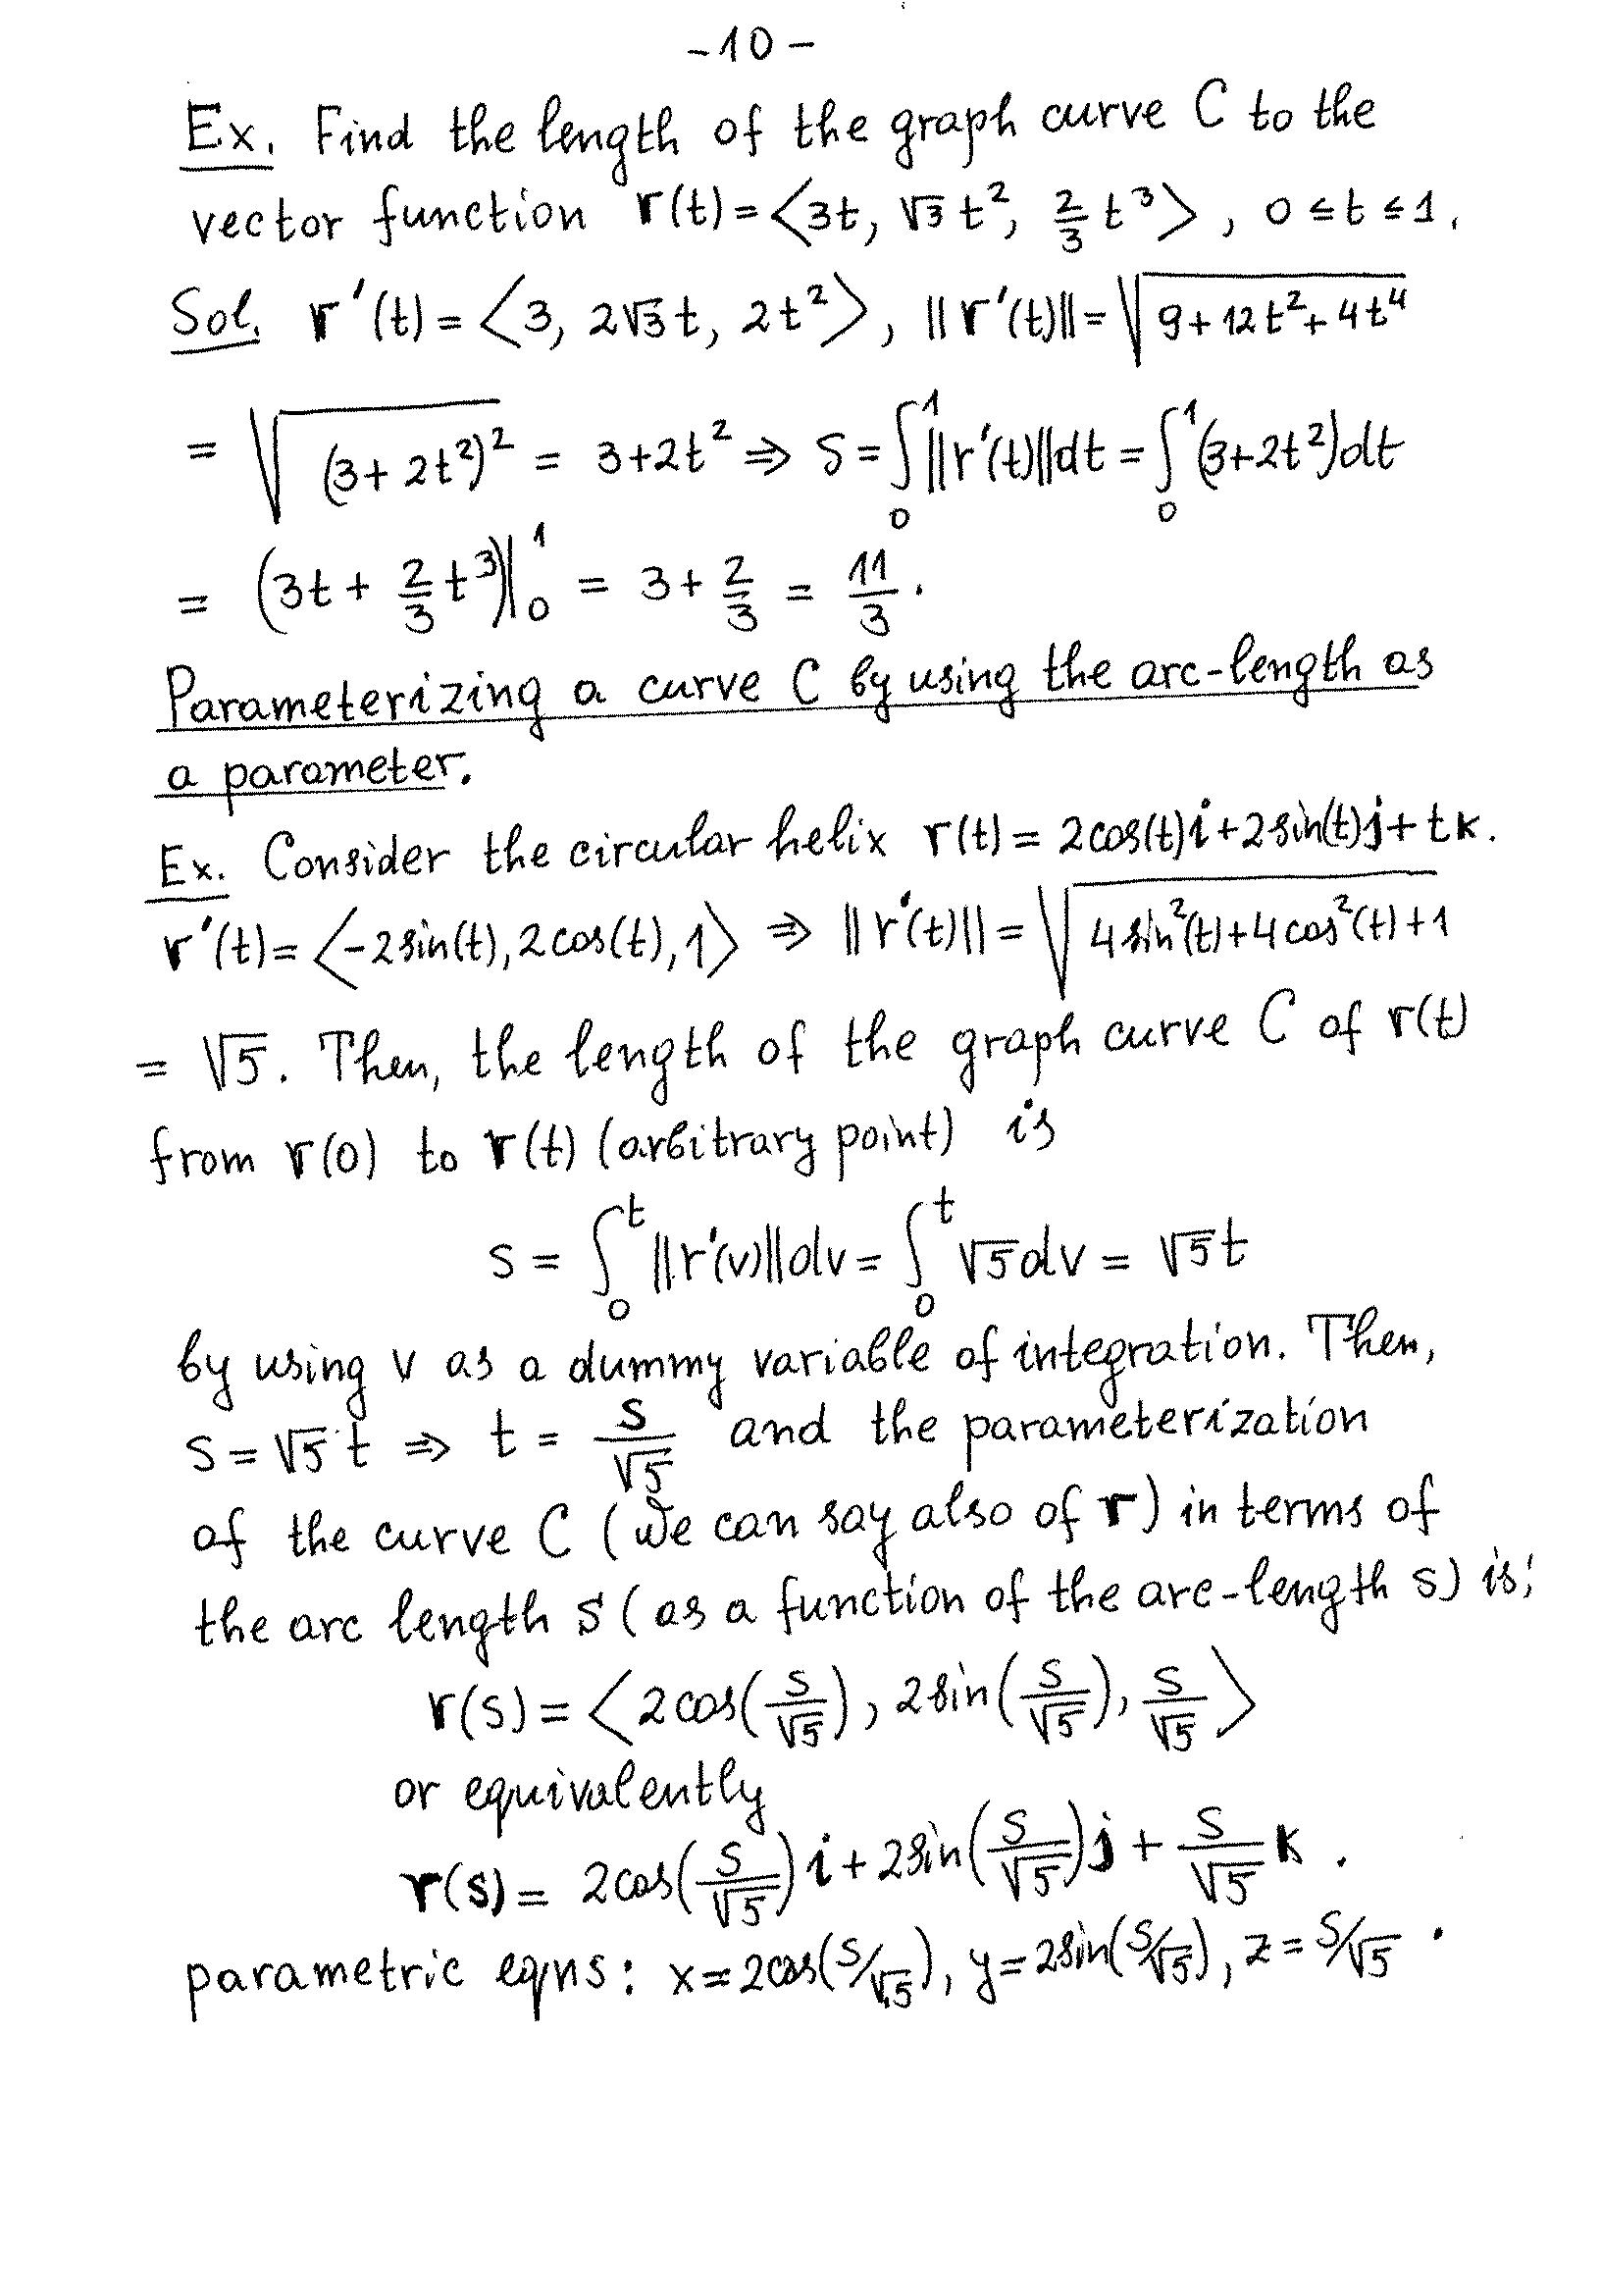 -10-
Ex. Find the length of the graph curve C to the
vector function r(t)=⟨3t, √3 t², 2/3 t³⟩, 0≤t≤1.
Sol. r'(t)=⟨3, 2√3t, 2t²⟩, ||r'(t)||=√(9+12t²+4t⁴)
= √((3+2t²)²) = 3+2t² ⇒ S=∫₀¹||r'(t)||dt=∫₀¹(3+2t²)dt
= (3t+ 2/3 t³)|₀¹ = 3+ 2/3 = 11/3.
Parameterizing a curve C by using the arc-length as
a parameter.
Ex. Consider the circular helix r(t)= 2cos(t)i+2sin(t)j+tk.
r'(t)=⟨-2sin(t),2cos(t),1⟩ ⇒ ||r'(t)||=√(4sin²(t)+4cos²(t)+1)
= √5. Then, the length of the graph curve C of r(t)
from r(0) to r(t) (arbitrary point) is
s = ∫₀ᵗ ||r'(v)||dv= ∫₀ᵗ √5dv = √5t
by using v as a dummy variable of integration. Then,
s=√5 t ⇒ t = s/√5 and the parameterization
of the curve C (we can say also of r) in terms of
the arc length s (as a function of the arc-length s) is:
r(s)=⟨2cos(s/√5), 2sin(s/√5), s/√5⟩
or equivalently
r(s)= 2cos(s/√5)i+2sin(s/√5)j+ s/√5 k.
parametric eqns: x=2cos(s/√5), y=2sin(s/√5), z=s/√5.